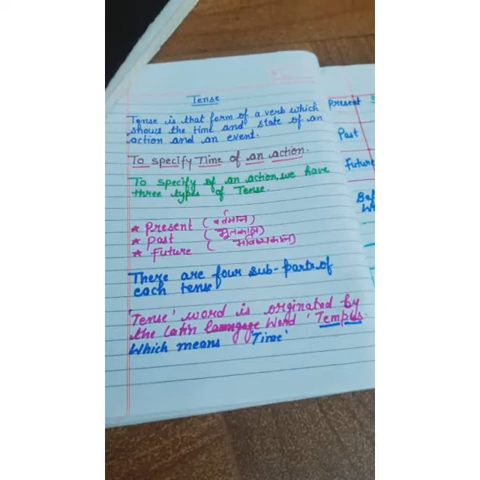 Tense
Tense is that form of a verb which
shows the time and state of an
action and an event.
To specify Time of an action.
To specify of an action, we have
three types of Tense.
* Present (वर्तमान)
* Past (भूतकाल)
* Future (भविष्यकाल)
There are four sub-parts of
each tense
'Tense' word is orginated by
the Latin langage Word 'Tempus.
Which means 'Time'
Present
Past
Future